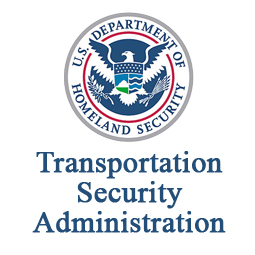 U.S. DEPARTMENT OF
HOMELAND SECURITY
Transportation
Security
Administration